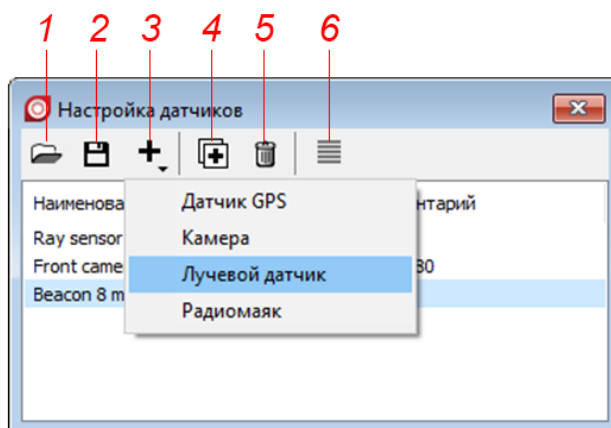 1 2 3 4 5 6
Настройка датчиков
Наименова нтарий
Датчик GPS
Ray sensor
Камера
Front came 80
Лучевой датчик
Beacon 8 m
Радиомаяк